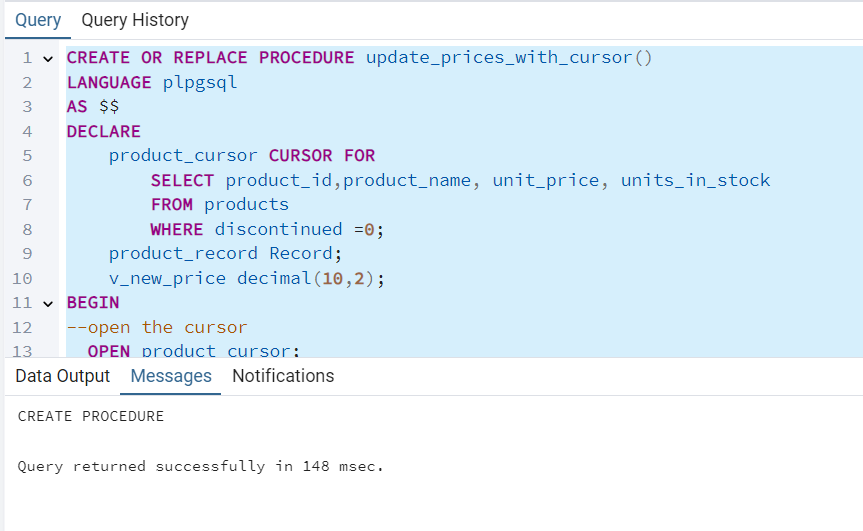 Query Query History
1 CREATE OR REPLACE PROCEDURE update_prices_with_cursor()
2 LANGUAGE plpgsql
3 AS $$
4 DECLARE
5 product_cursor CURSOR FOR
6 SELECT product_id,product_name, unit_price, units_in_stock
7 FROM products
8 WHERE discontinued =0;
9 product_record Record;
10 v_new_price decimal(10,2);
11 BEGIN
12 --open the cursor
13 OPEN product_cursor;
Data Output Messages Notifications
CREATE PROCEDURE
Query returned successfully in 148 msec.